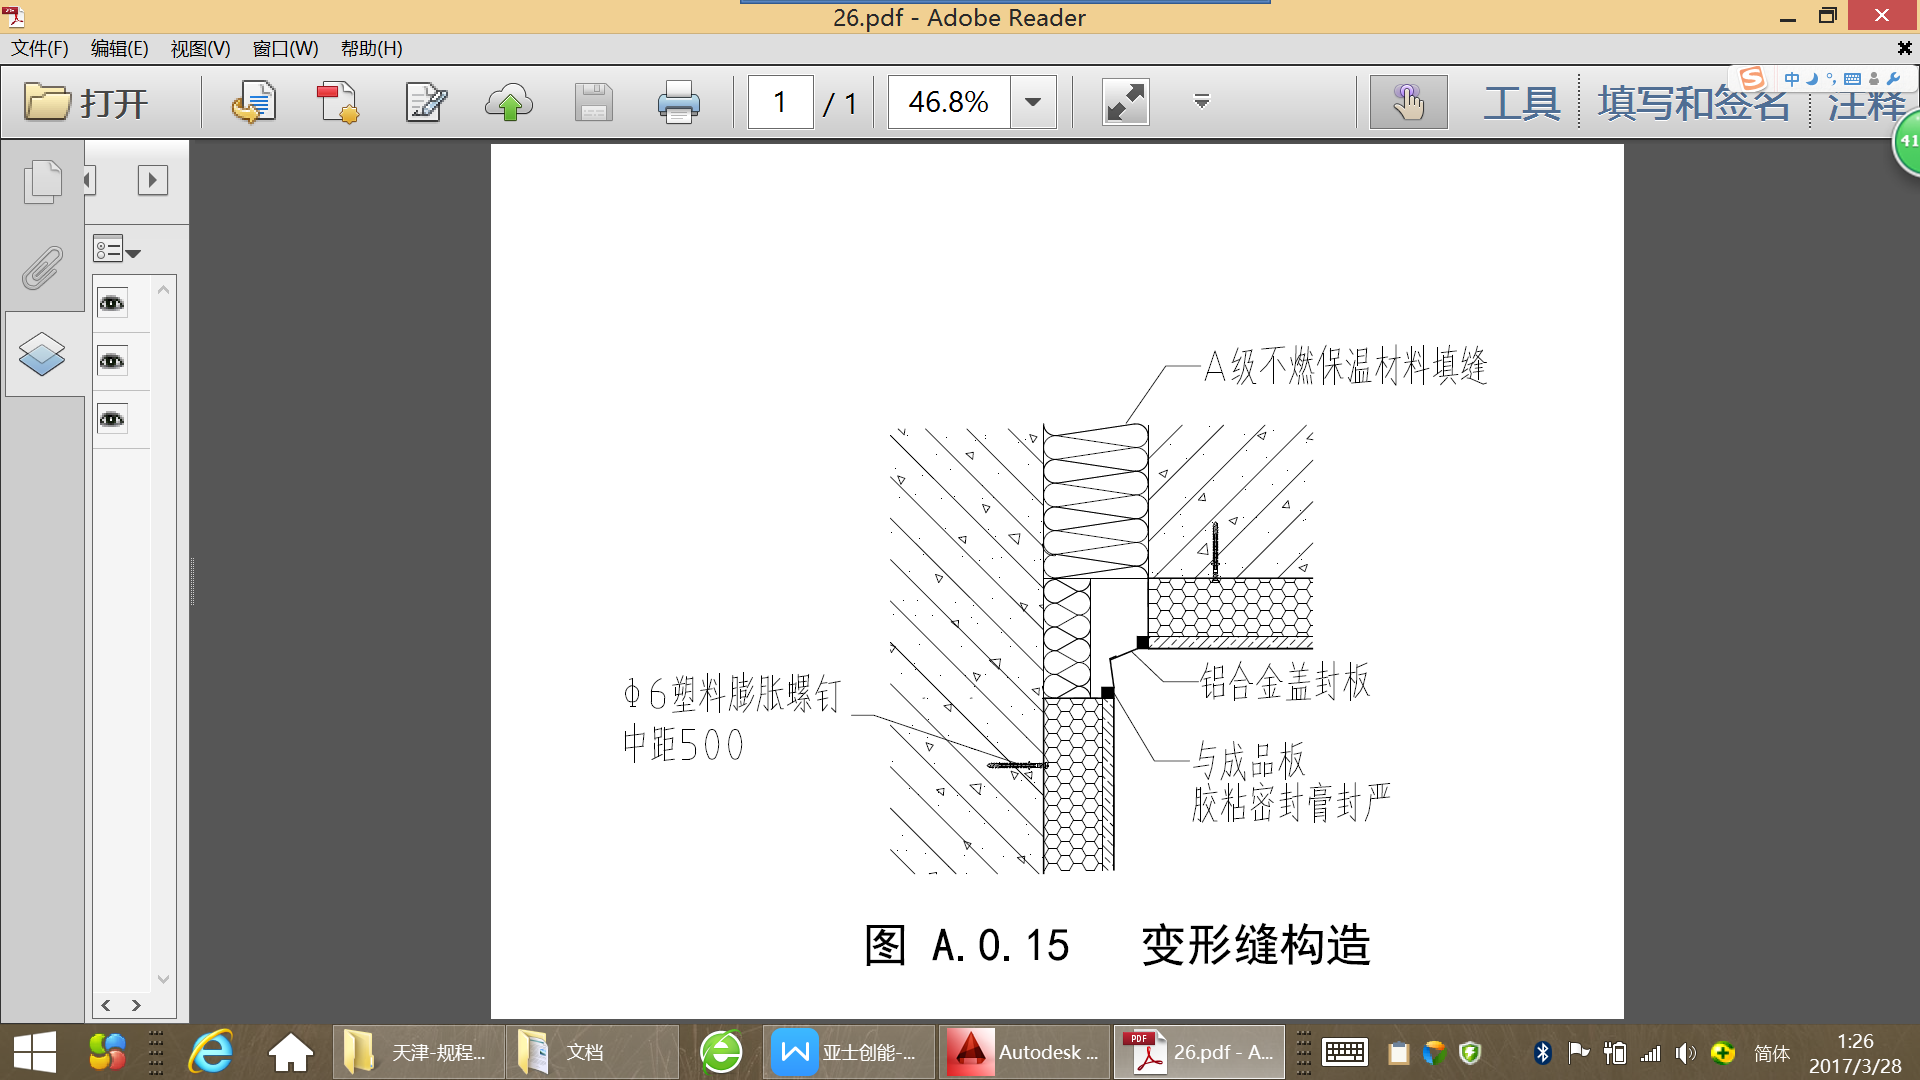 26.pdf - Adobe Reader
文件(F) 编辑(E) 视图(V) 窗口(W) 帮助(H)
打开
1 / 1
46.8%
工具
填写和签名
注释
中
41
A级不燃保温材料填缝
Φ6塑料膨胀螺钉
中距500
铝合金盖封板
与成品板
胶粘密封膏封严
图 A.0.15 变形缝构造
天津-规程...
文档
亚士创能-...
Autodesk ...
PDF
26.pdf - A...
简体
1:26
2017/3/28